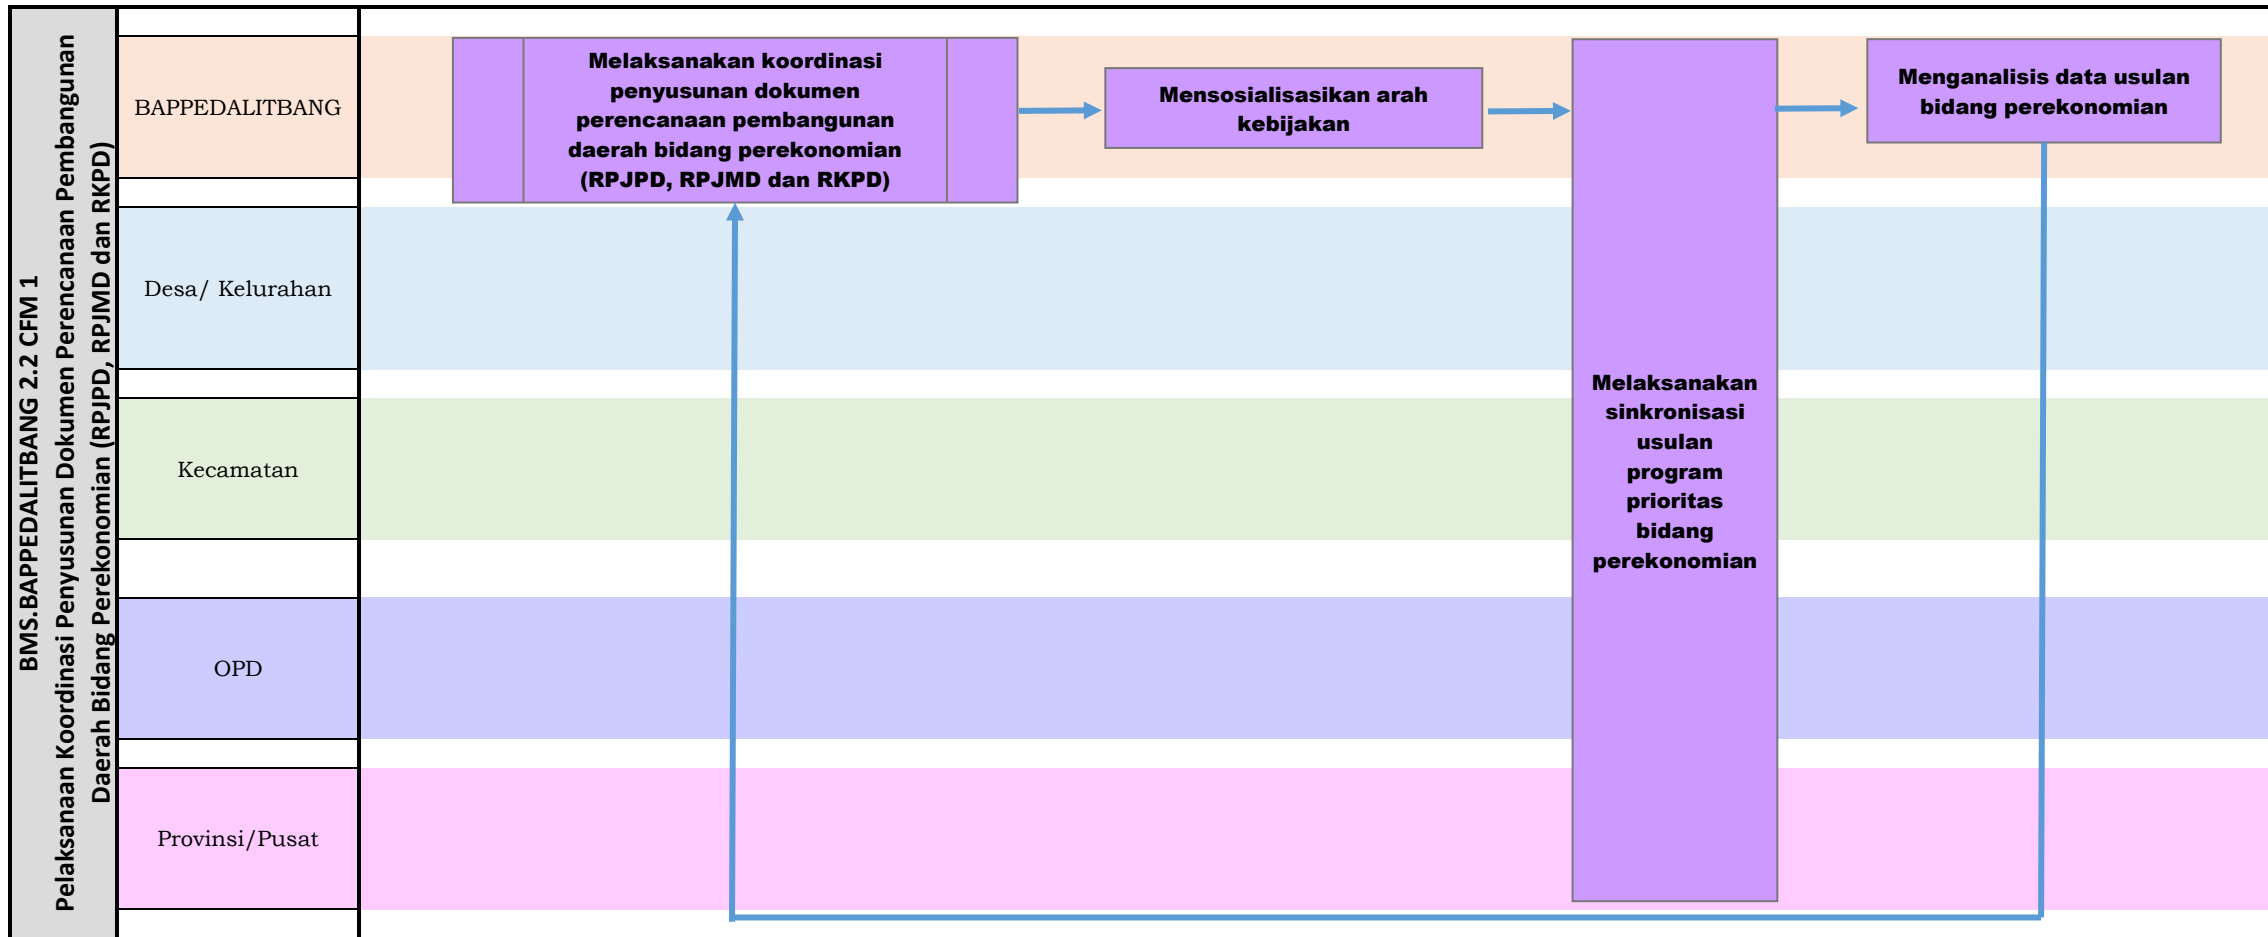 BMS.BAPPEDALITBANG 2.2 CFM 1
Pelaksanaan Koordinasi Penyusunan Dokumen Perencanaan Pembangunan
Daerah Bidang Perekonomian (RPJPD, RPJMD dan RKPD)
BAPPEDALITBANG
Melaksanakan koordinasi
penyusunan dokumen
perencanaan pembangunan
daerah bidang perekonomian
(RPJPD, RPJMD dan RKPD)
Mensosialisasikan arah
kebijakan
Melaksanakan
sinkronisasi
usulan
program
prioritas
bidang
perekonomian
Menganalisis data usulan
bidang perekonomian
Desa/ Kelurahan
Kecamatan
OPD
Provinsi/Pusat